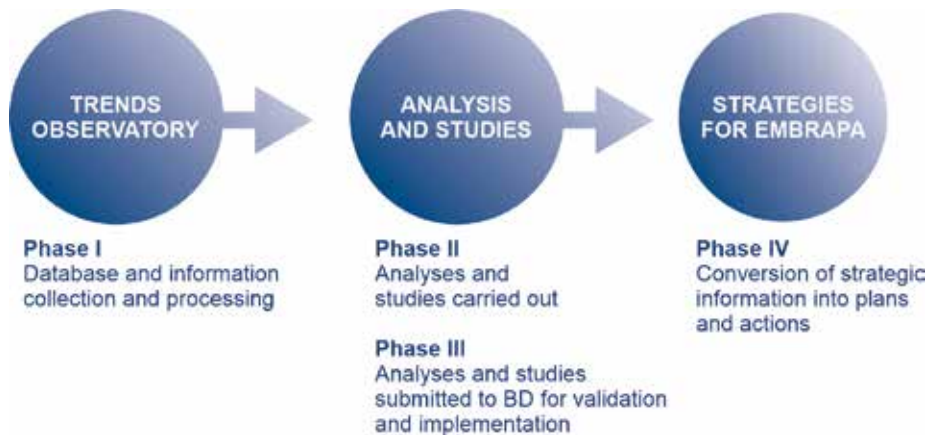 TRENDS
OBSERVATORY
ANALYSIS
AND STUDIES
STRATEGIES
FOR EMBRAPA
Phase I
Database and information
collection and processing
Phase II
Analyses and
studies carried out
Phase III
Analyses and studies
submitted to BD for validation
and implementation
Phase IV
Conversion of strategic
information into plans
and actions